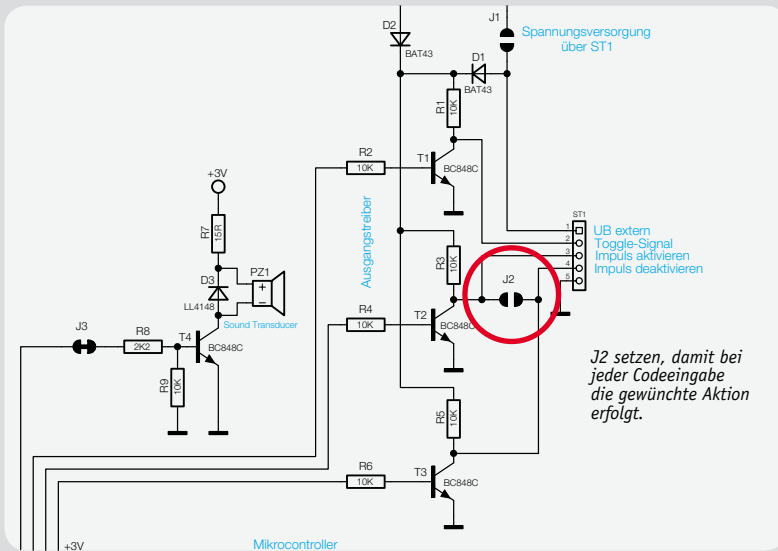 J1
D2
BAT43
Spannungsversorgung
über ST1
D1
BAT43
R1
10K
R2
10K
T1
BC848C
+3V
R7
15R
D3
LL4148
PZ1
Sound Transducer
Ausgangstreiber
R3
10K
J2
ST1
1
2
3
4
5
UB extern
Toggle-Signal
Impuls aktivieren
Impuls deaktivieren
R4
10K
T2
BC848C
J3
R8
2K2
T4
BC848C
R9
10K
J2 setzen, damit bei
jeder Codeeingabe
die gewünchte Aktion
erfolgt.
R5
10K
R6
10K
T3
BC848C
+3V
Mikrocontroller